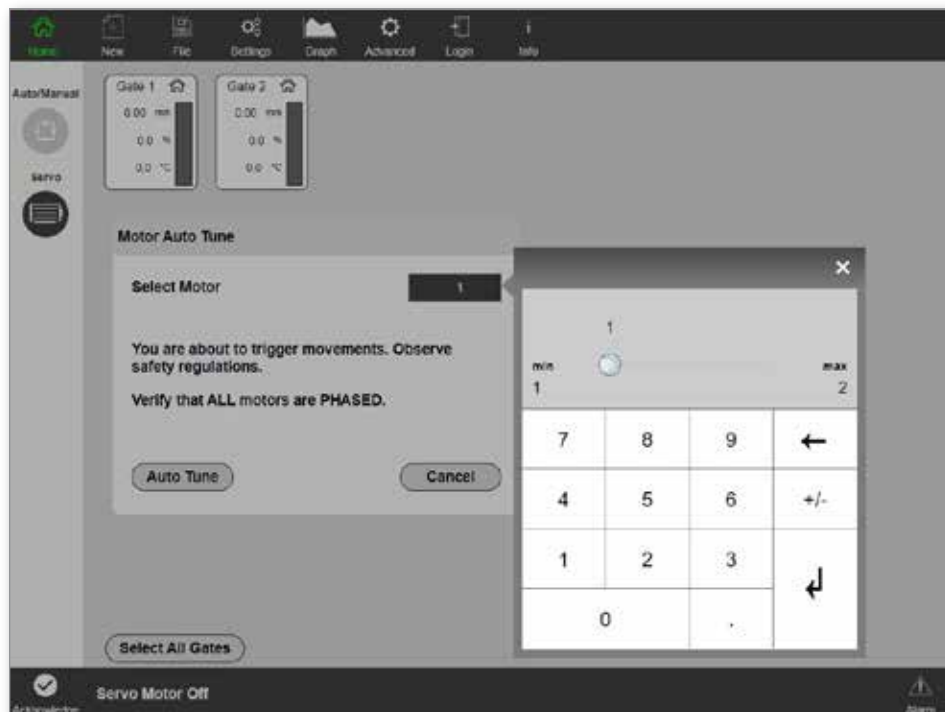 Home New File Settings Graph Advanced Login Info
Auto/Manual
Servo
Gate 1
0.00 mm
0.0 %
0.0 °C
Gate 2
0.00 mm
0.0 %
0.0 °C
Motor Auto Tune
Select Motor 1
You are about to trigger movements. Observe
safety regulations.
Verify that ALL motors are PHASED.
Auto Tune Cancel
1
min max
1 2
7 8 9
4 5 6 +/-
1 2 3
0 .
Select All Gates
Acknowledge Servo Motor Off Alarm